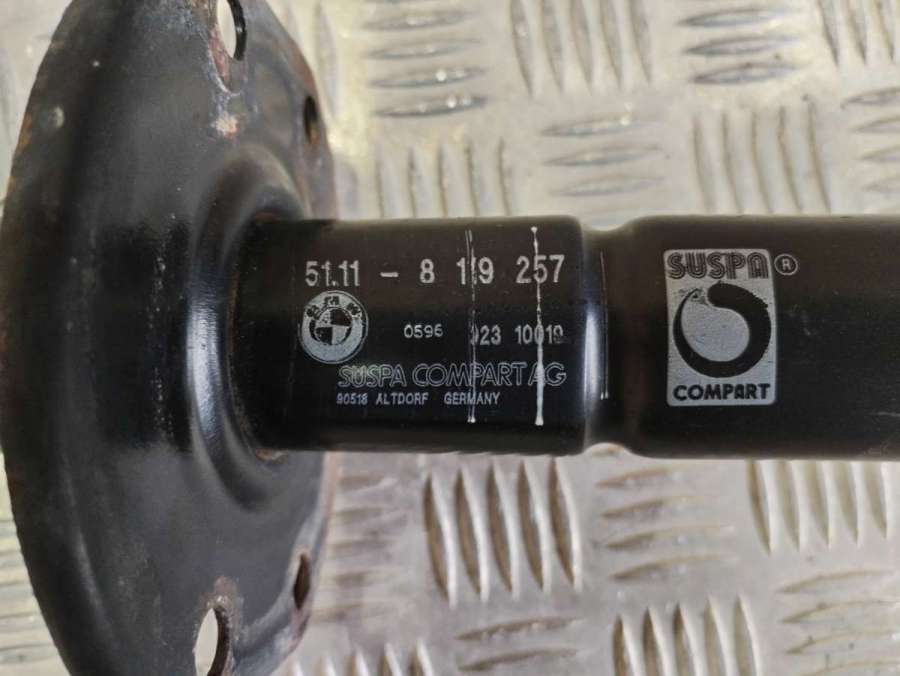 51.11 - 8 119 257
0596 023 10019
SUSPA COMPART AG
90518 ALTDORF GERMANY
SUSPA ®
COMPART